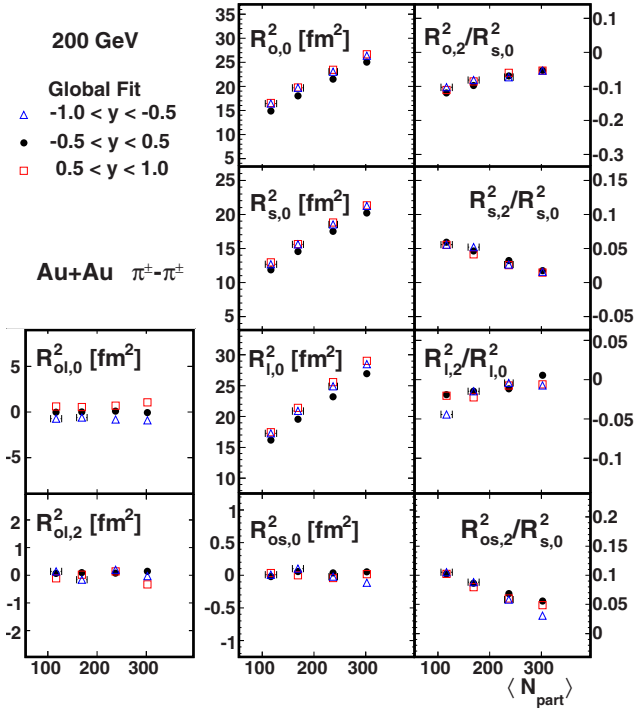 200 GeV
Global Fit
-1.0 < y < -0.5
-0.5 < y < 0.5
0.5 < y < 1.0
Au+Au π±-π±
R²o,0 [fm²]
35
30
25
20
15
10
5
R²o,2/R²s,0
0.1
0
-0.1
-0.2
-0.3
R²s,0 [fm²]
25
20
15
10
5
R²s,2/R²s,0
0.15
0.1
0.05
0
-0.05
R²ol,0 [fm²]
5
0
-5
R²l,0 [fm²]
30
25
20
15
10
R²l,2/R²l,0
0.05
0
-0.05
-0.1
R²ol,2 [fm²]
2
1
0
-1
-2
R²os,0 [fm²]
1
0.5
0
-0.5
-1
R²os,2/R²s,0
0.2
0.15
0.1
0.05
0
100 200 300
100 200 300
100 200 300
⟨ Npart ⟩